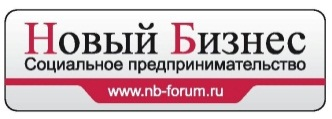 Новый Бизнес
Социальное предпринимательство
www.nb-forum.ru